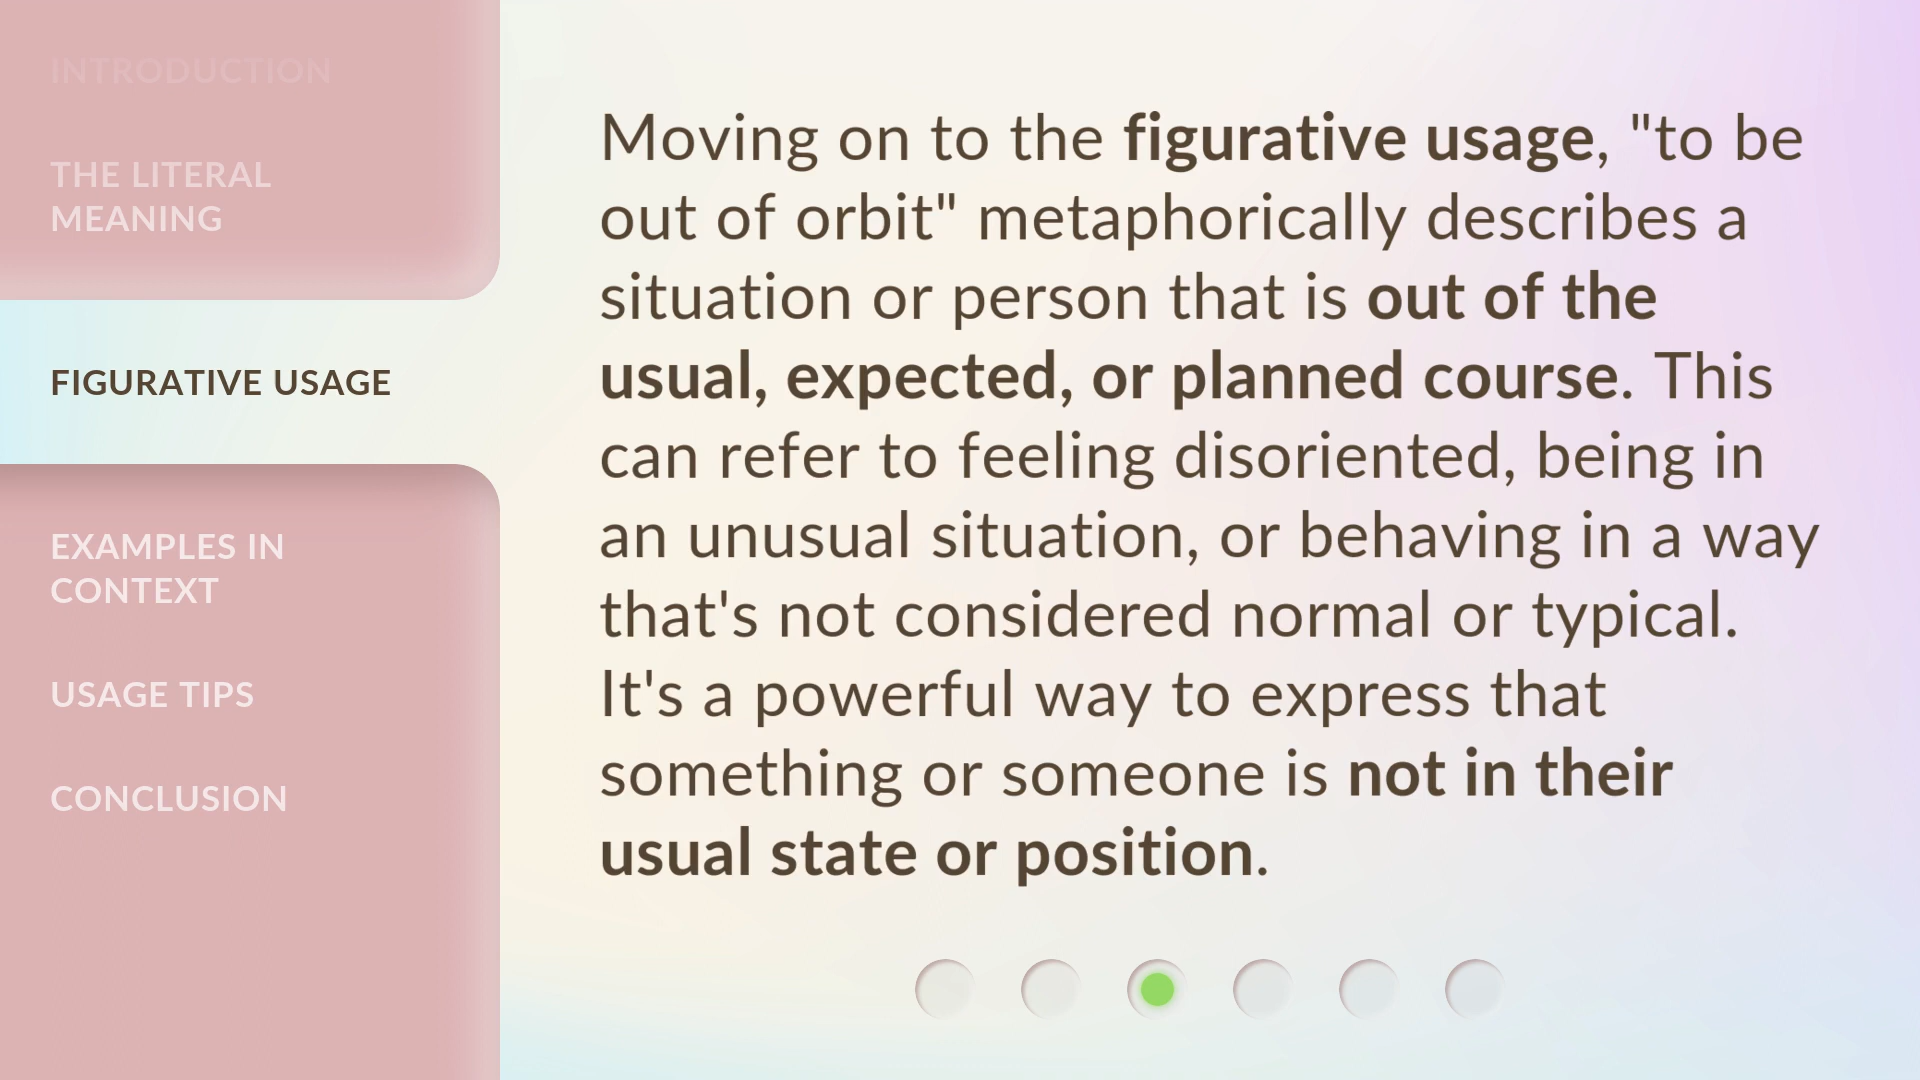 INTRODUCTION
THE LITERAL
MEANING
FIGURATIVE USAGE
EXAMPLES IN
CONTEXT
USAGE TIPS
CONCLUSION
Moving on to the figurative usage, "to be
out of orbit" metaphorically describes a
situation or person that is out of the
usual, expected, or planned course. This
can refer to feeling disoriented, being in
an unusual situation, or behaving in a way
that's not considered normal or typical.
It's a powerful way to express that
something or someone is not in their
usual state or position.